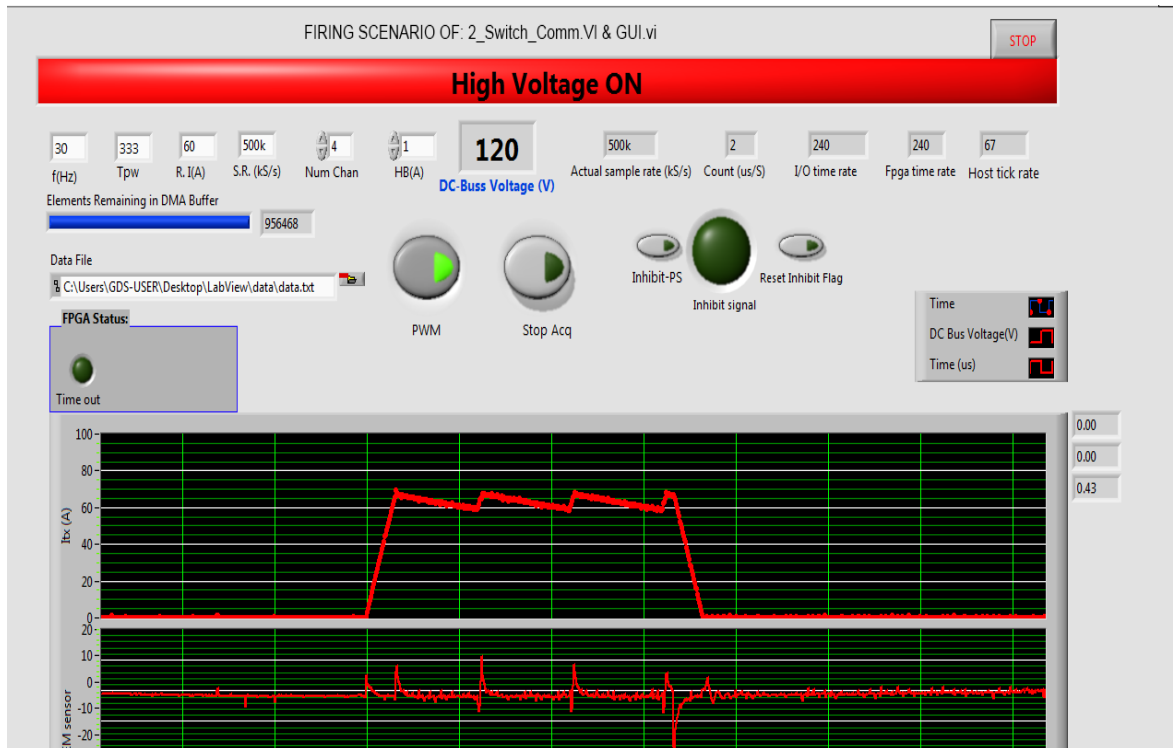 FIRING SCENARIO OF: 2_Switch_Comm.VI & GUI.vi
STOP
High Voltage ON
30 333 60 500k 4 1 120 500k 2 240 240 67
f(Hz) Tpw R. I(A) S.R. (kS/s) Num Chan HB(A) DC-Buss Voltage (V) Actual sample rate (kS/s) Count (us/S) I/O time rate Fpga time rate Host tick rate
Elements Remaining in DMA Buffer
956468
Data File
C:\Users\GDS-USER\Desktop\LabView\data\data.txt
Inhibit-PS
Reset Inhibit Flag
Inhibit signal
PWM
Stop Acq
FPGA Status:
Time out
Time
DC Bus Voltage(V)
Time (us)
0.00
0.00
0.43
100
80
60
40
20
0
Itx (A)
20
10
0
-10
-20
EM sensor